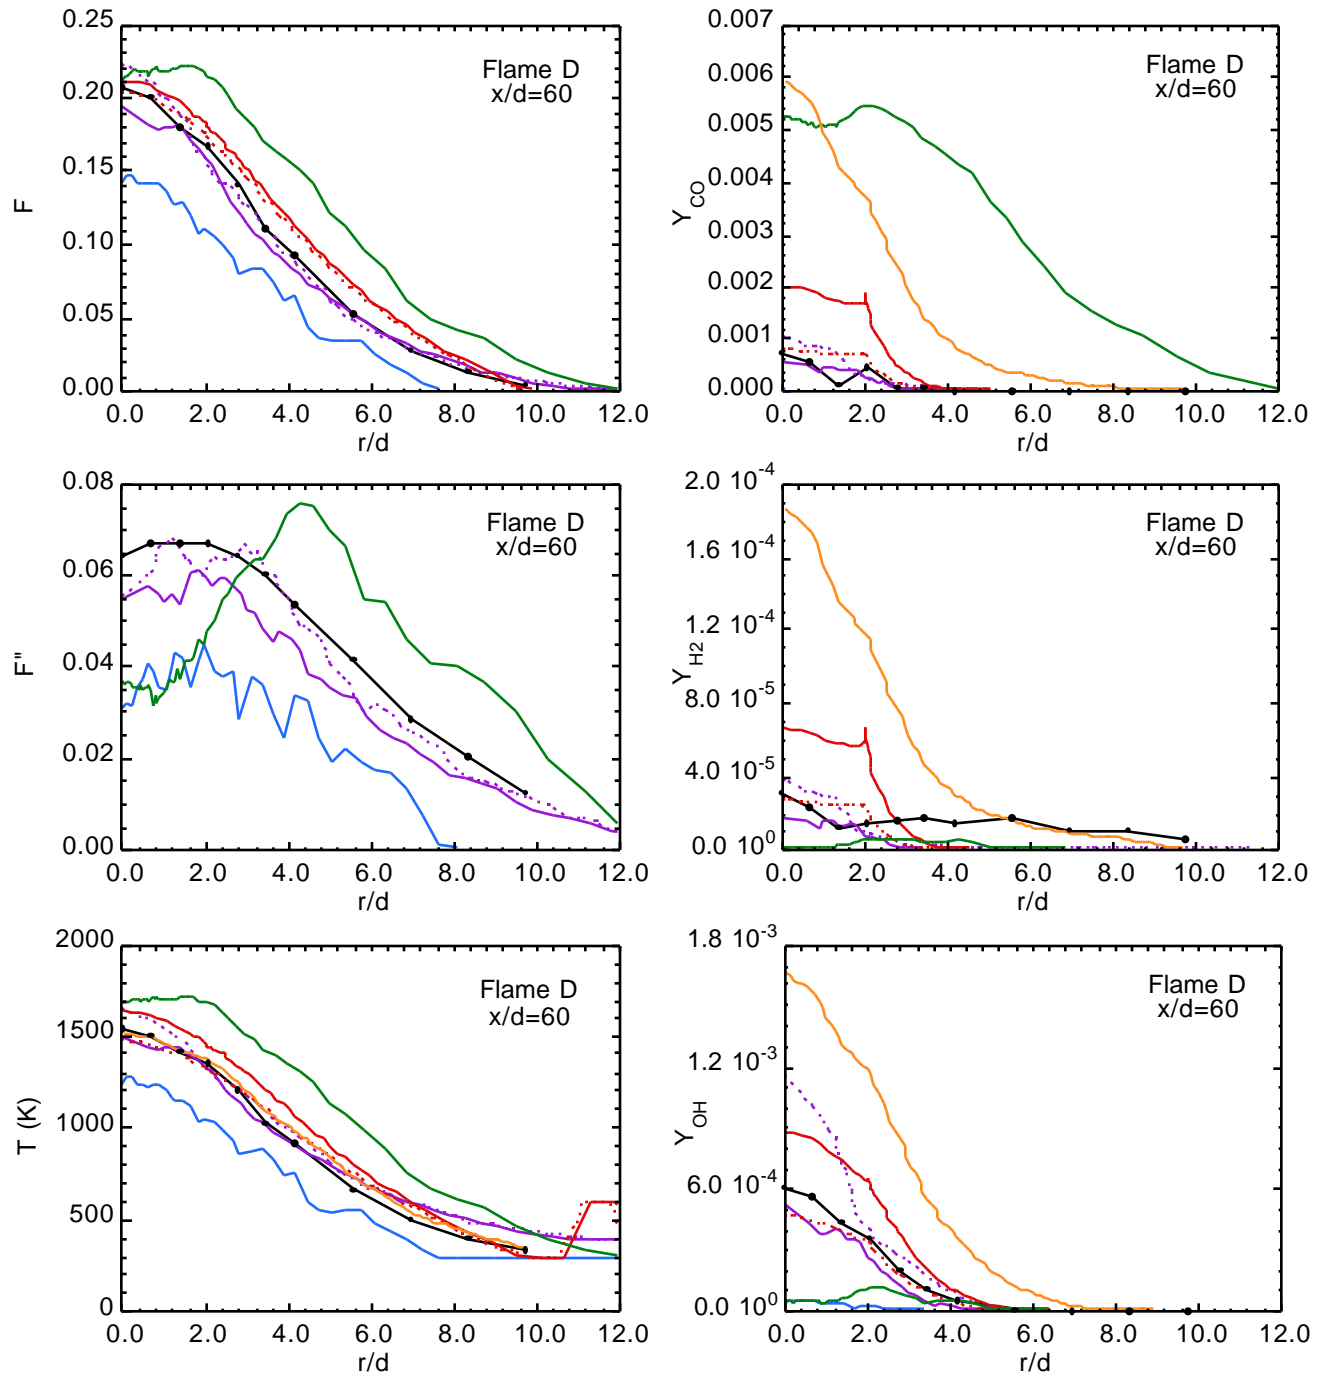 0.25
0.20
0.15
0.10
0.05
0.00
F
Flame D
x/d=60
0.0 2.0 4.0 6.0 8.0 10.0 12.0
r/d
0.007
0.006
0.005
0.004
0.003
0.002
0.001
0.000
Y_CO
Flame D
x/d=60
0.0 2.0 4.0 6.0 8.0 10.0 12.0
r/d
0.08
0.06
0.04
0.02
0.00
F"
Flame D
x/d=60
0.0 2.0 4.0 6.0 8.0 10.0 12.0
r/d
2.0 10^-4
1.6 10^-4
1.2 10^-4
8.0 10^-5
4.0 10^-5
0.0 10^0
Y_H2
Flame D
x/d=60
0.0 2.0 4.0 6.0 8.0 10.0 12.0
r/d
2000
1500
1000
500
0
T (K)
Flame D
x/d=60
0.0 2.0 4.0 6.0 8.0 10.0 12.0
r/d
1.8 10^-3
1.2 10^-3
6.0 10^-4
0.0 10^0
Y_OH
Flame D
x/d=60
0.0 2.0 4.0 6.0 8.0 10.0 12.0
r/d